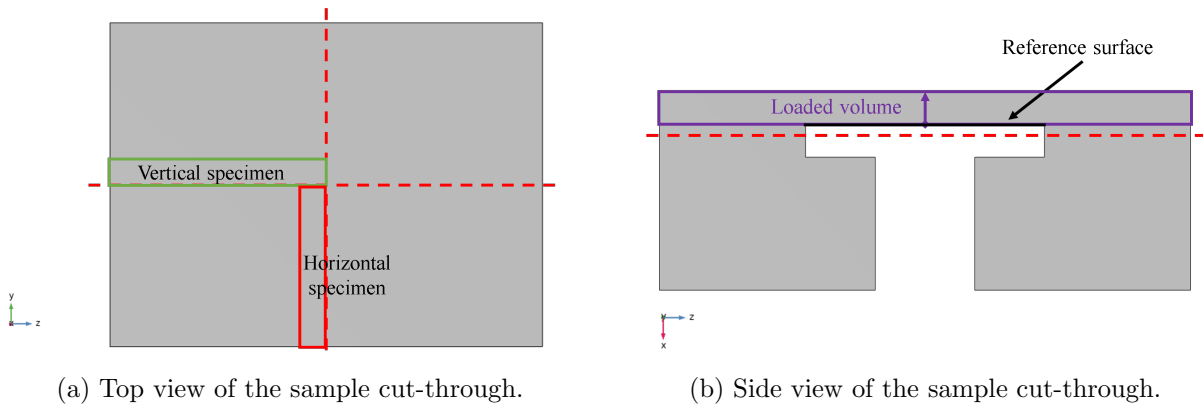 Vertical specimen
Horizontal
specimen
y
z
(a) Top view of the sample cut-through.
Reference surface
Loaded volume
y
z
x
(b) Side view of the sample cut-through.